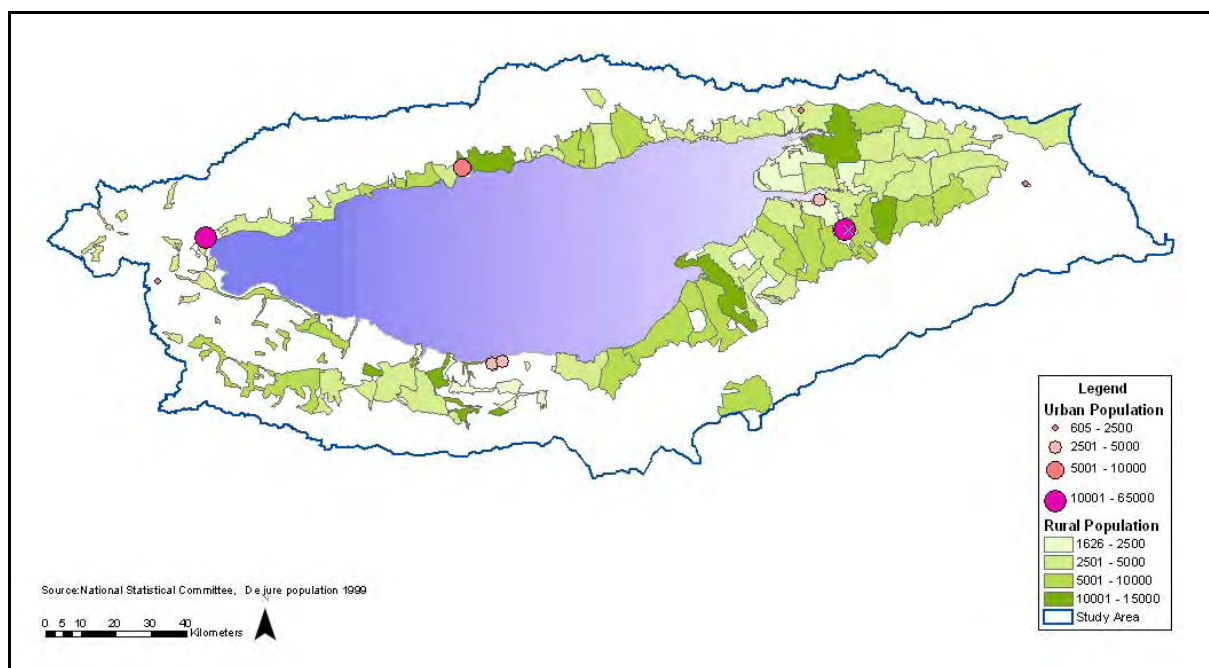 Legend
Urban Population
605 - 2500
2501 - 5000
5001 - 10000
10001 - 65000
Rural Population
1626 - 2500
2501 - 5000
5001 - 10000
10001 - 15000
Study Area
Source:National Statistical Committee, De jure population 1999
N
0 5 10 20 30 40
Kilometers